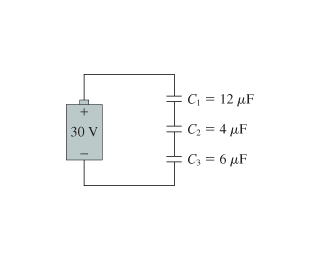 C₁ = 12 μF
+
30 V
C₂ = 4 μF
−
C₃ = 6 μF